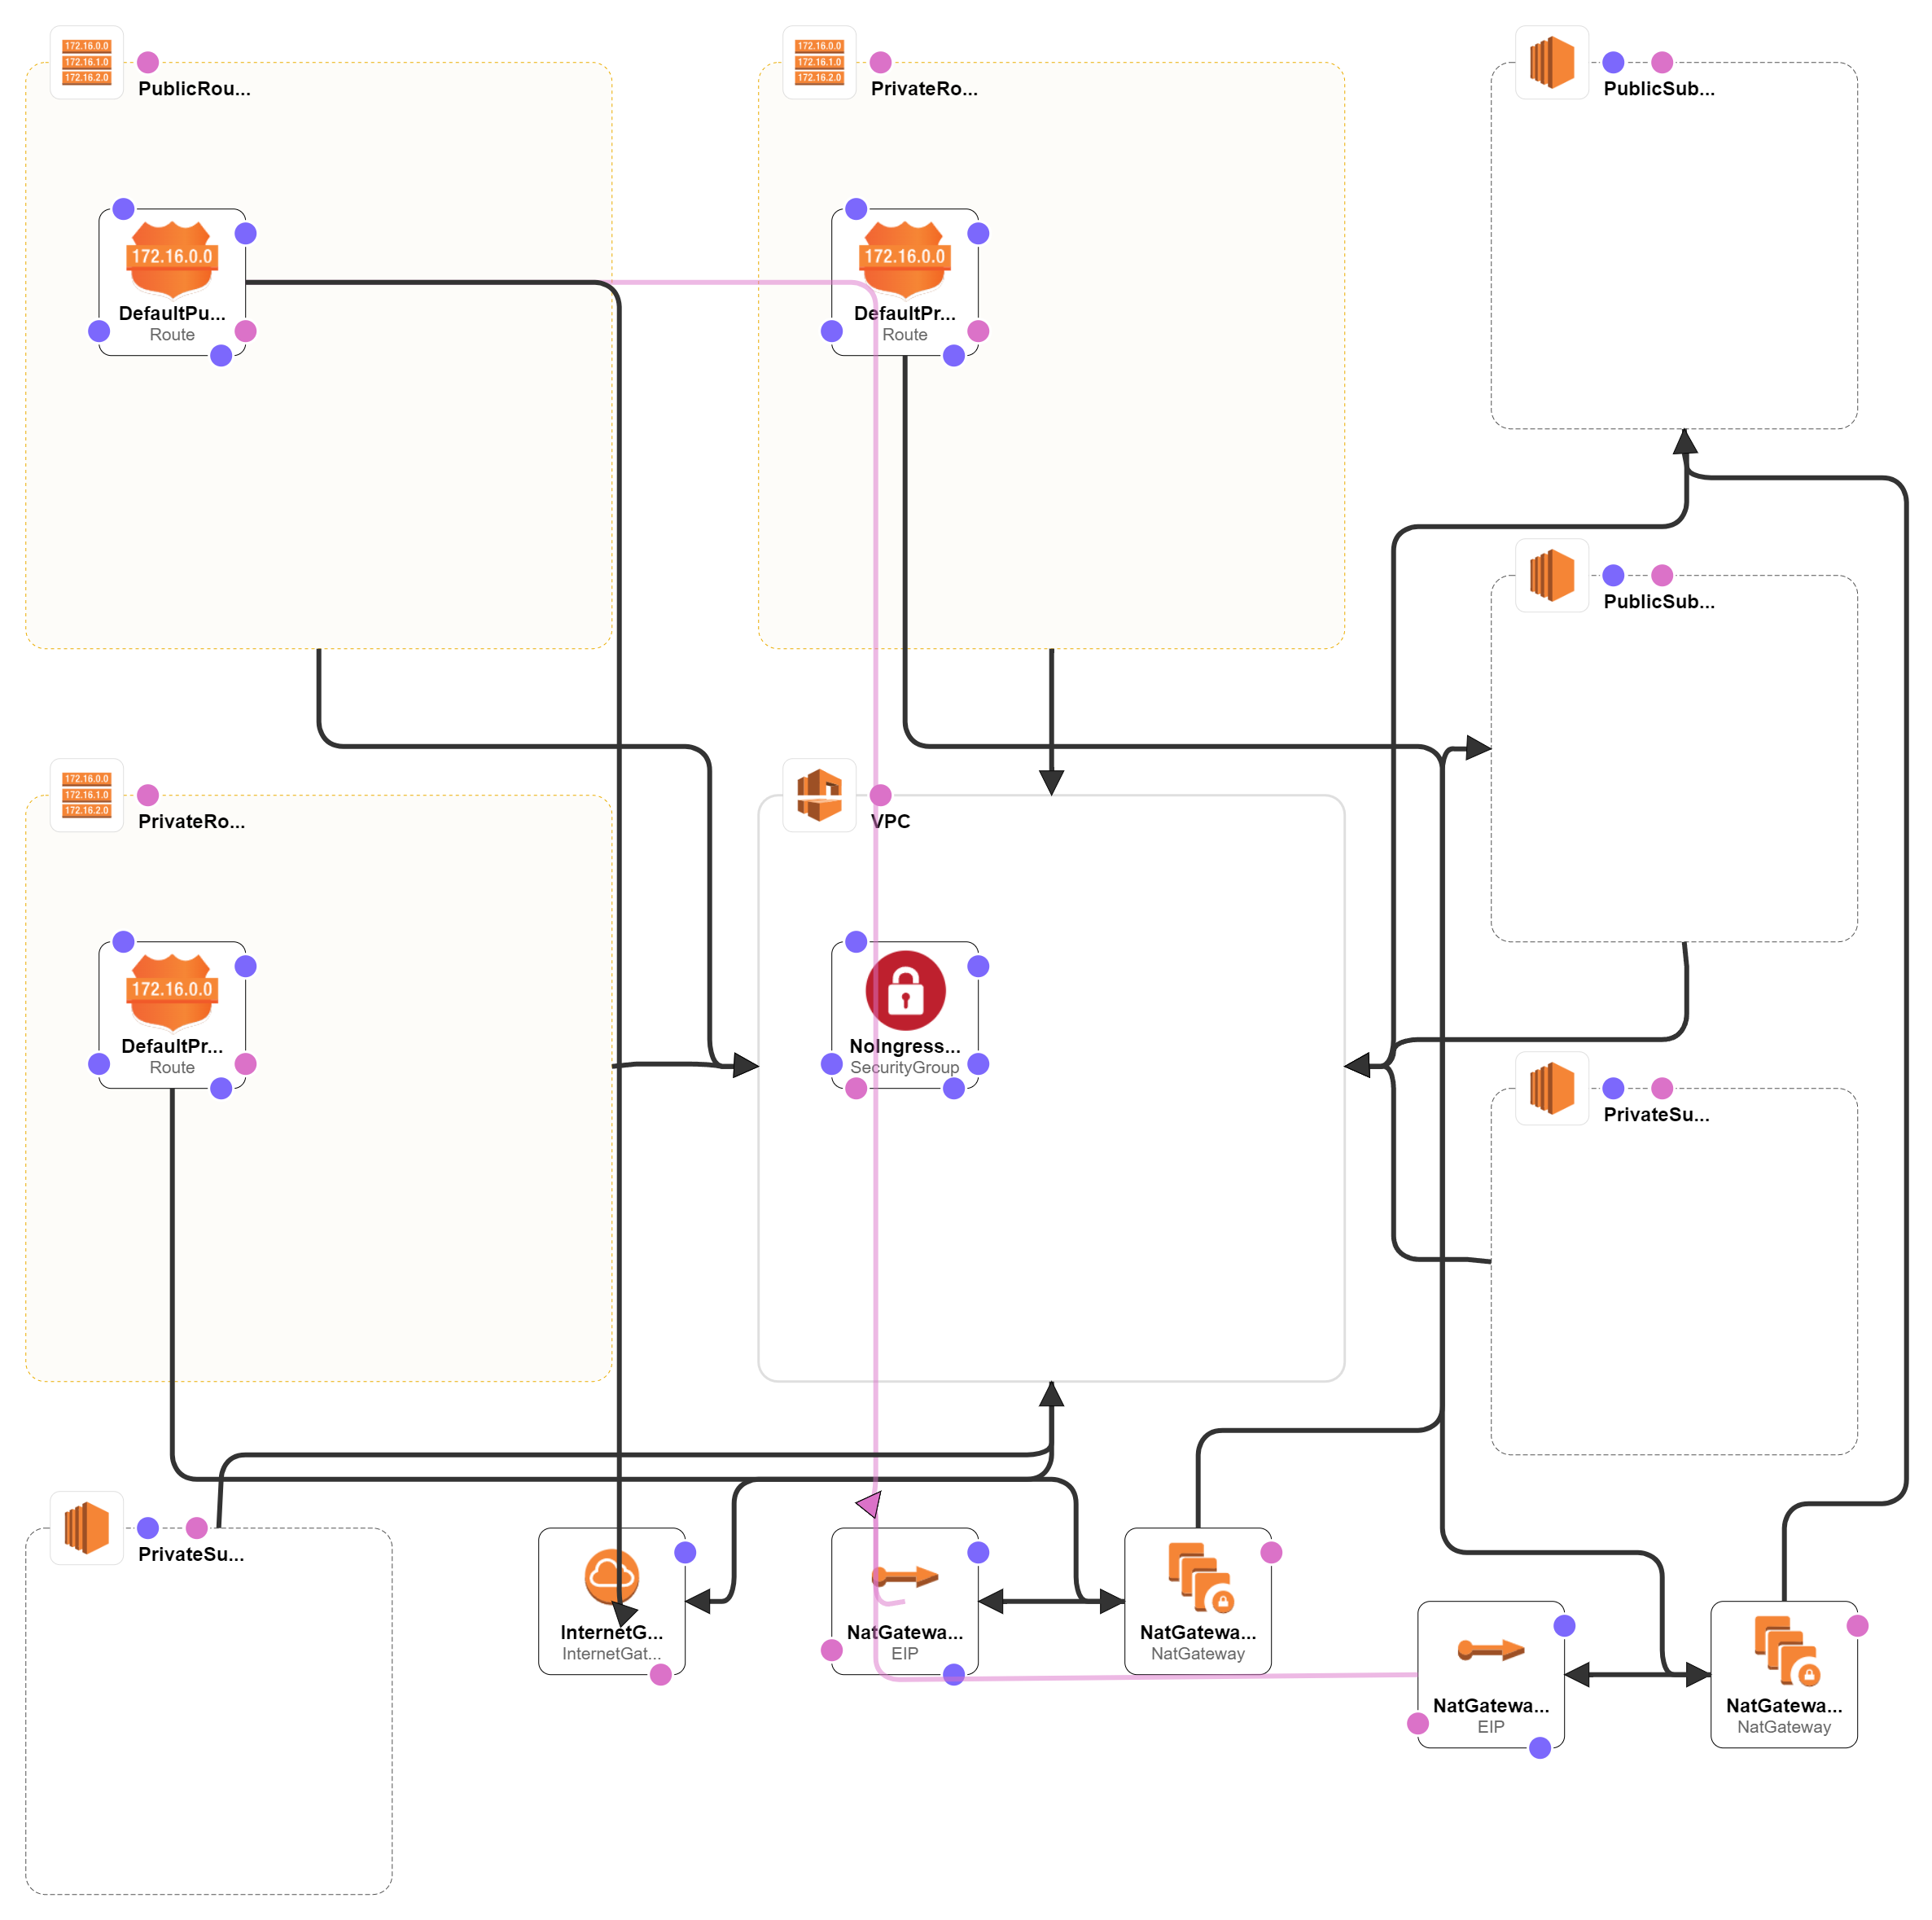 172.16.0.0
172.16.1.0
172.16.2.0
PublicRou...
172.16.0.0
172.16.1.0
172.16.2.0
PrivateRo...
PublicSub...
172.16.0.0
DefaultPu...
Route
172.16.0.0
DefaultPr...
Route
PublicSub...
172.16.0.0
172.16.1.0
172.16.2.0
PrivateRo...
VPC
172.16.0.0
DefaultPr...
Route
NoIngress...
SecurityGroup
PrivateSu...
PrivateSu...
InternetG...
InternetGat...
NatGatewa...
EIP
NatGatewa...
NatGateway
NatGatewa...
EIP
NatGatewa...
NatGateway